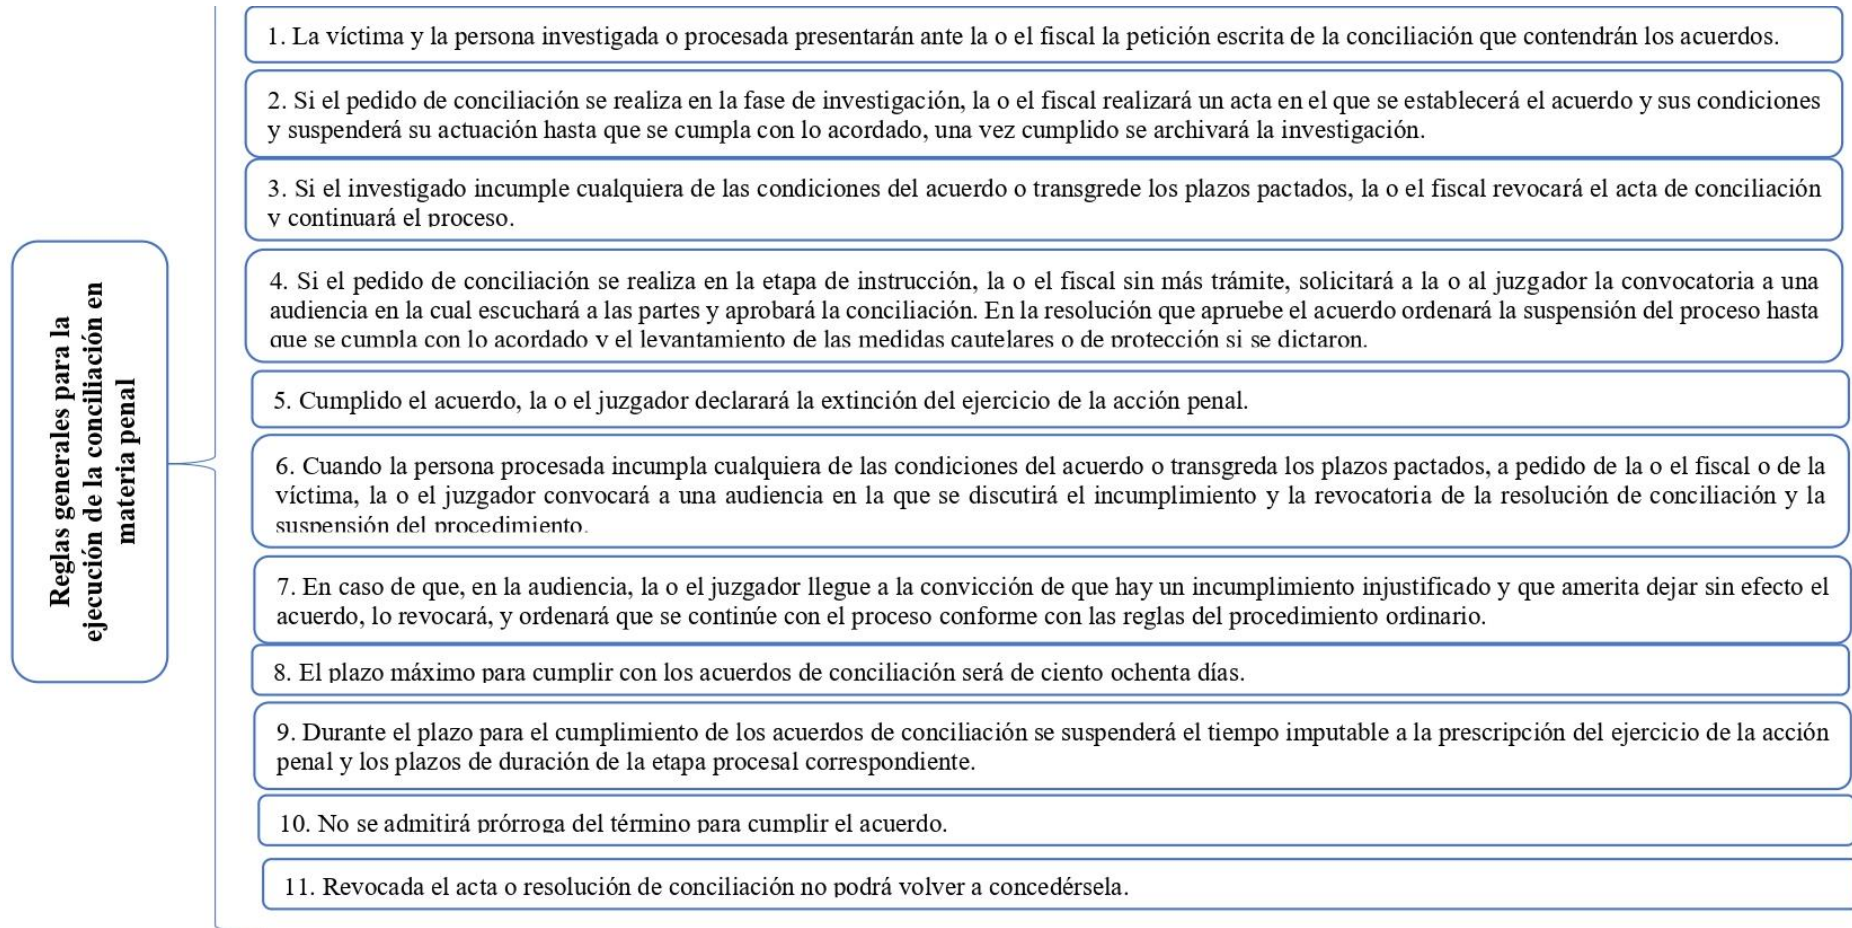 Reglas generales para la
ejecución de la conciliación en
materia penal
1. La víctima y la persona investigada o procesada presentarán ante la o el fiscal la petición escrita de la conciliación que contendrán los acuerdos.
2. Si el pedido de conciliación se realiza en la fase de investigación, la o el fiscal realizará un acta en el que se establecerá el acuerdo y sus condiciones
y suspenderá su actuación hasta que se cumpla con lo acordado, una vez cumplido se archivará la investigación.
3. Si el investigado incumple cualquiera de las condiciones del acuerdo o transgrede los plazos pactados, la o el fiscal revocará el acta de conciliación
y continuará el proceso.
4. Si el pedido de conciliación se realiza en la etapa de instrucción, la o el fiscal sin más trámite, solicitará a la o al juzgador la convocatoria a una
audiencia en la cual escuchará a las partes y aprobará la conciliación. En la resolución que apruebe el acuerdo ordenará la suspensión del proceso hasta
que se cumpla con lo acordado y el levantamiento de las medidas cautelares o de protección si se dictaron.
5. Cumplido el acuerdo, la o el juzgador declarará la extinción del ejercicio de la acción penal.
6. Cuando la persona procesada incumpla cualquiera de las condiciones del acuerdo o transgreda los plazos pactados, a pedido de la o el fiscal o de la
víctima, la o el juzgador convocará a una audiencia en la que se discutirá el incumplimiento y la revocatoria de la resolución de conciliación y la
suspensión del procedimiento.
7. En caso de que, en la audiencia, la o el juzgador llegue a la convicción de que hay un incumplimiento injustificado y que amerita dejar sin efecto el
acuerdo, lo revocará, y ordenará que se continúe con el proceso conforme con las reglas del procedimiento ordinario.
8. El plazo máximo para cumplir con los acuerdos de conciliación será de ciento ochenta días.
9. Durante el plazo para el cumplimiento de los acuerdos de conciliación se suspenderá el tiempo imputable a la prescripción del ejercicio de la acción
penal y los plazos de duración de la etapa procesal correspondiente.
10. No se admitirá prórroga del término para cumplir el acuerdo.
11. Revocada el acta o resolución de conciliación no podrá volver a concedérsela.